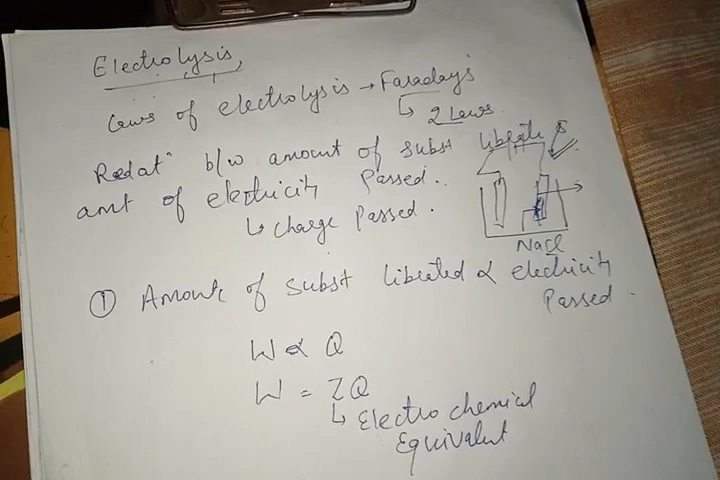 Electrolysis,
Laws of electrolysis → Faradays
↳ 2 Laws.
Relatⁿ b/w amount of subst liberate &
amt of electricity Passed.
↳ charge passed.
NaCl
① Amount of subst liberated ∝ electricity
Passed.
W ∝ Q
W = ZQ
↳ Electro chemical
Equivalent